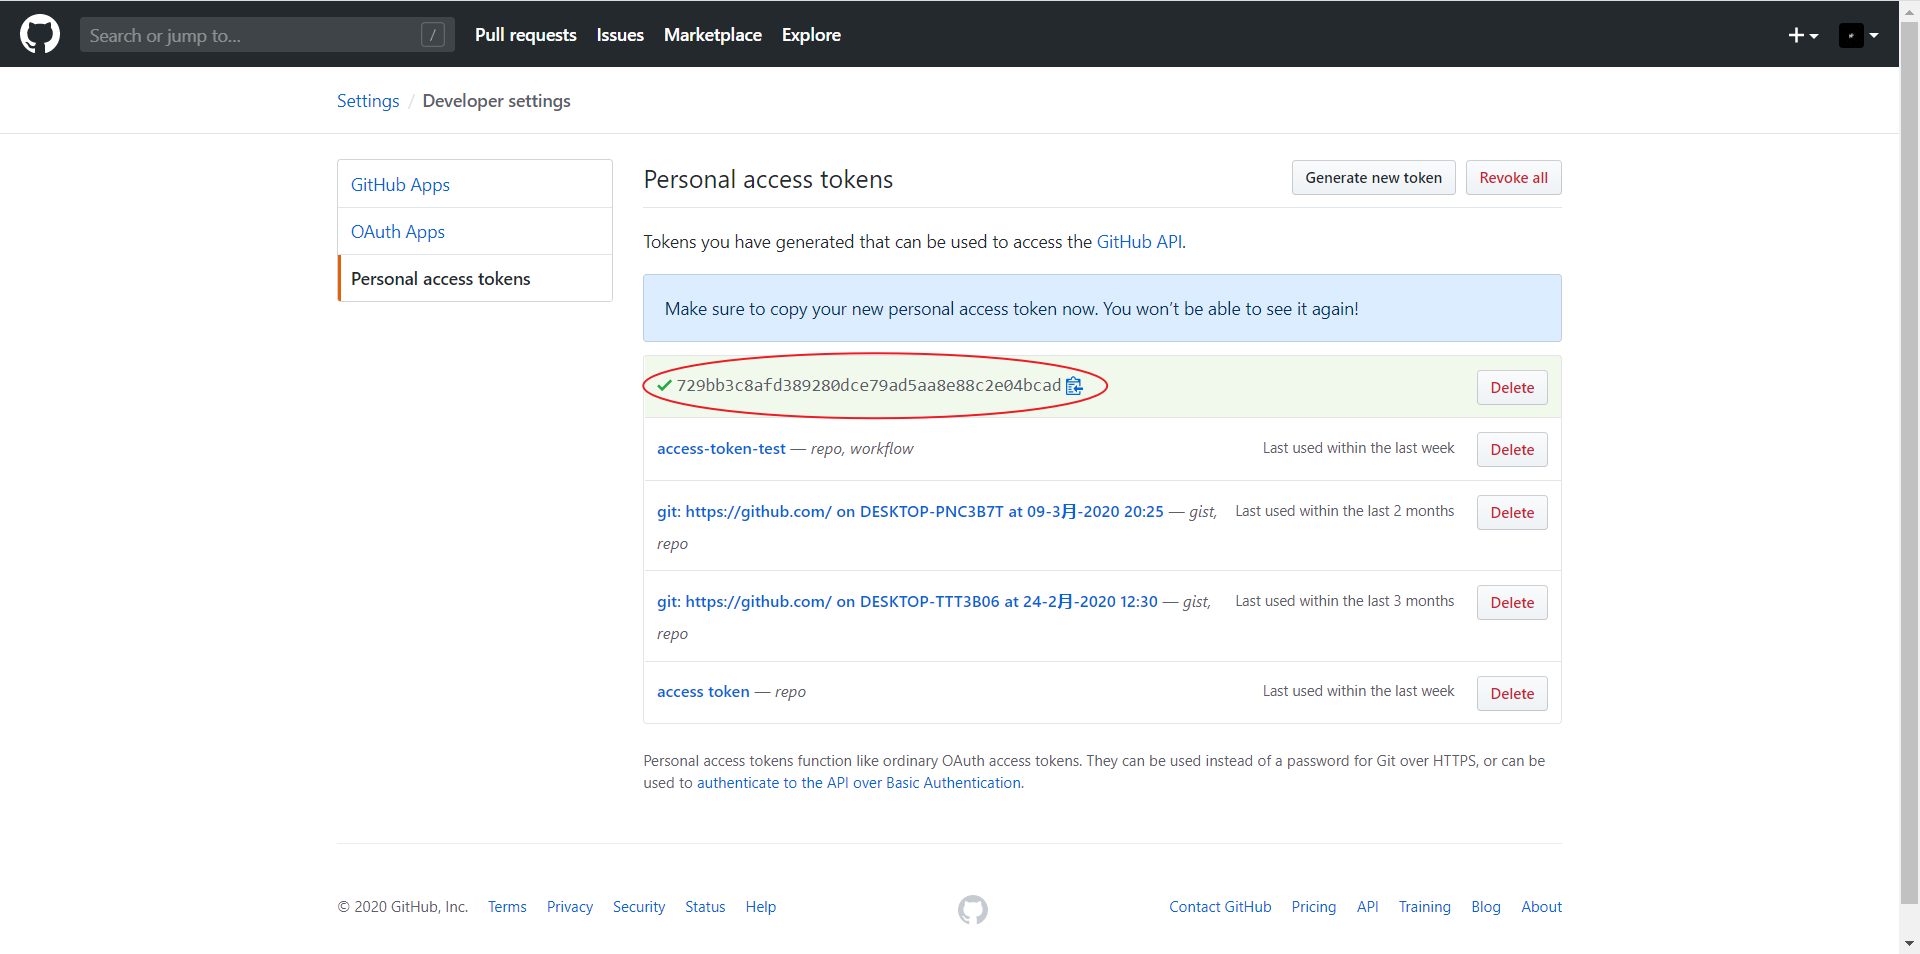 Search or jump to... /
Pull requests Issues Marketplace Explore
Settings / Developer settings
GitHub Apps
OAuth Apps
Personal access tokens
Personal access tokens
Generate new token Revoke all
Tokens you have generated that can be used to access the GitHub API.
Make sure to copy your new personal access token now. You won't be able to see it again!
729bb3c8afd389280dce79ad5aa8e88c2e04bcad Delete
access-token-test — repo, workflow Last used within the last week Delete
git: https://github.com/ on DESKTOP-PNC3B7T at 09-3月-2020 20:25 — gist, Last used within the last 2 months Delete
repo
git: https://github.com/ on DESKTOP-TTT3B06 at 24-2月-2020 12:30 — gist, Last used within the last 3 months Delete
repo
access token — repo Last used within the last week Delete
Personal access tokens function like ordinary OAuth access tokens. They can be used instead of a password for Git over HTTPS, or can be
used to authenticate to the API over Basic Authentication.
© 2020 GitHub, Inc. Terms Privacy Security Status Help Contact GitHub Pricing API Training Blog About